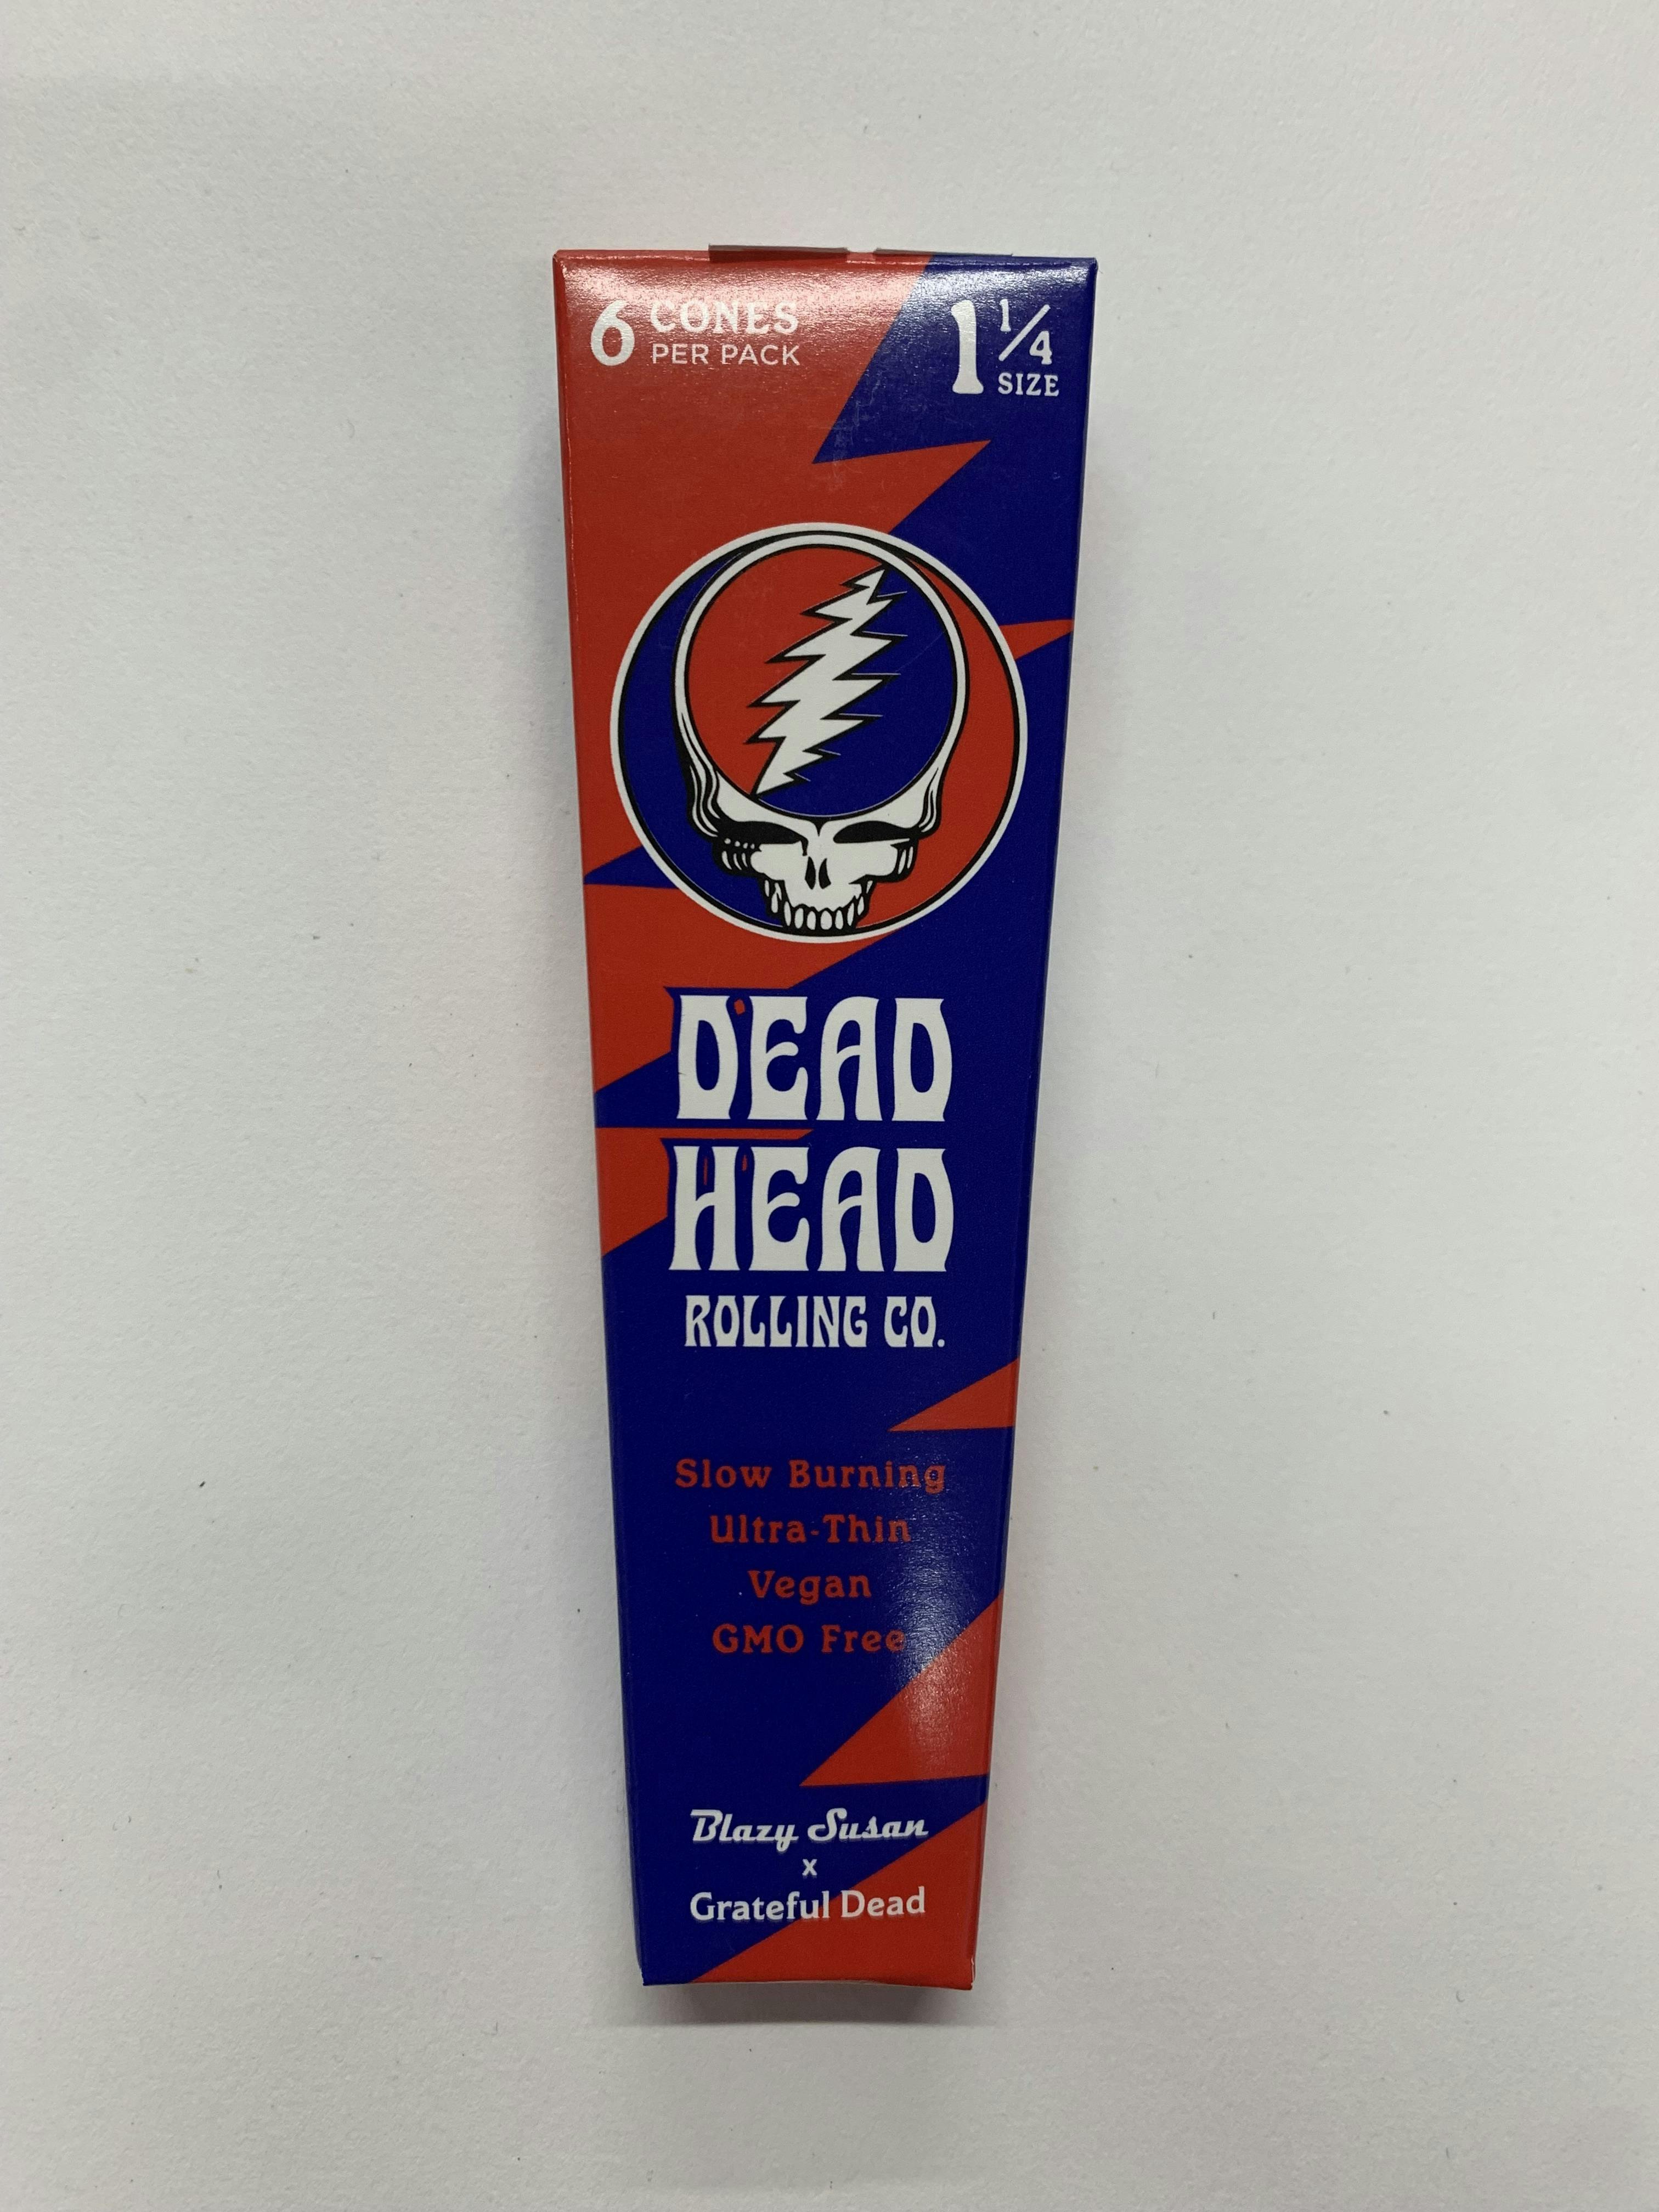 6 CONES
PER PACK
1 1/4
SIZE
DEAD
HEAD
ROLLING CO.
Slow Burning
Ultra-Thin
Vegan
GMO Free
Blazy Susan
x
Grateful Dead